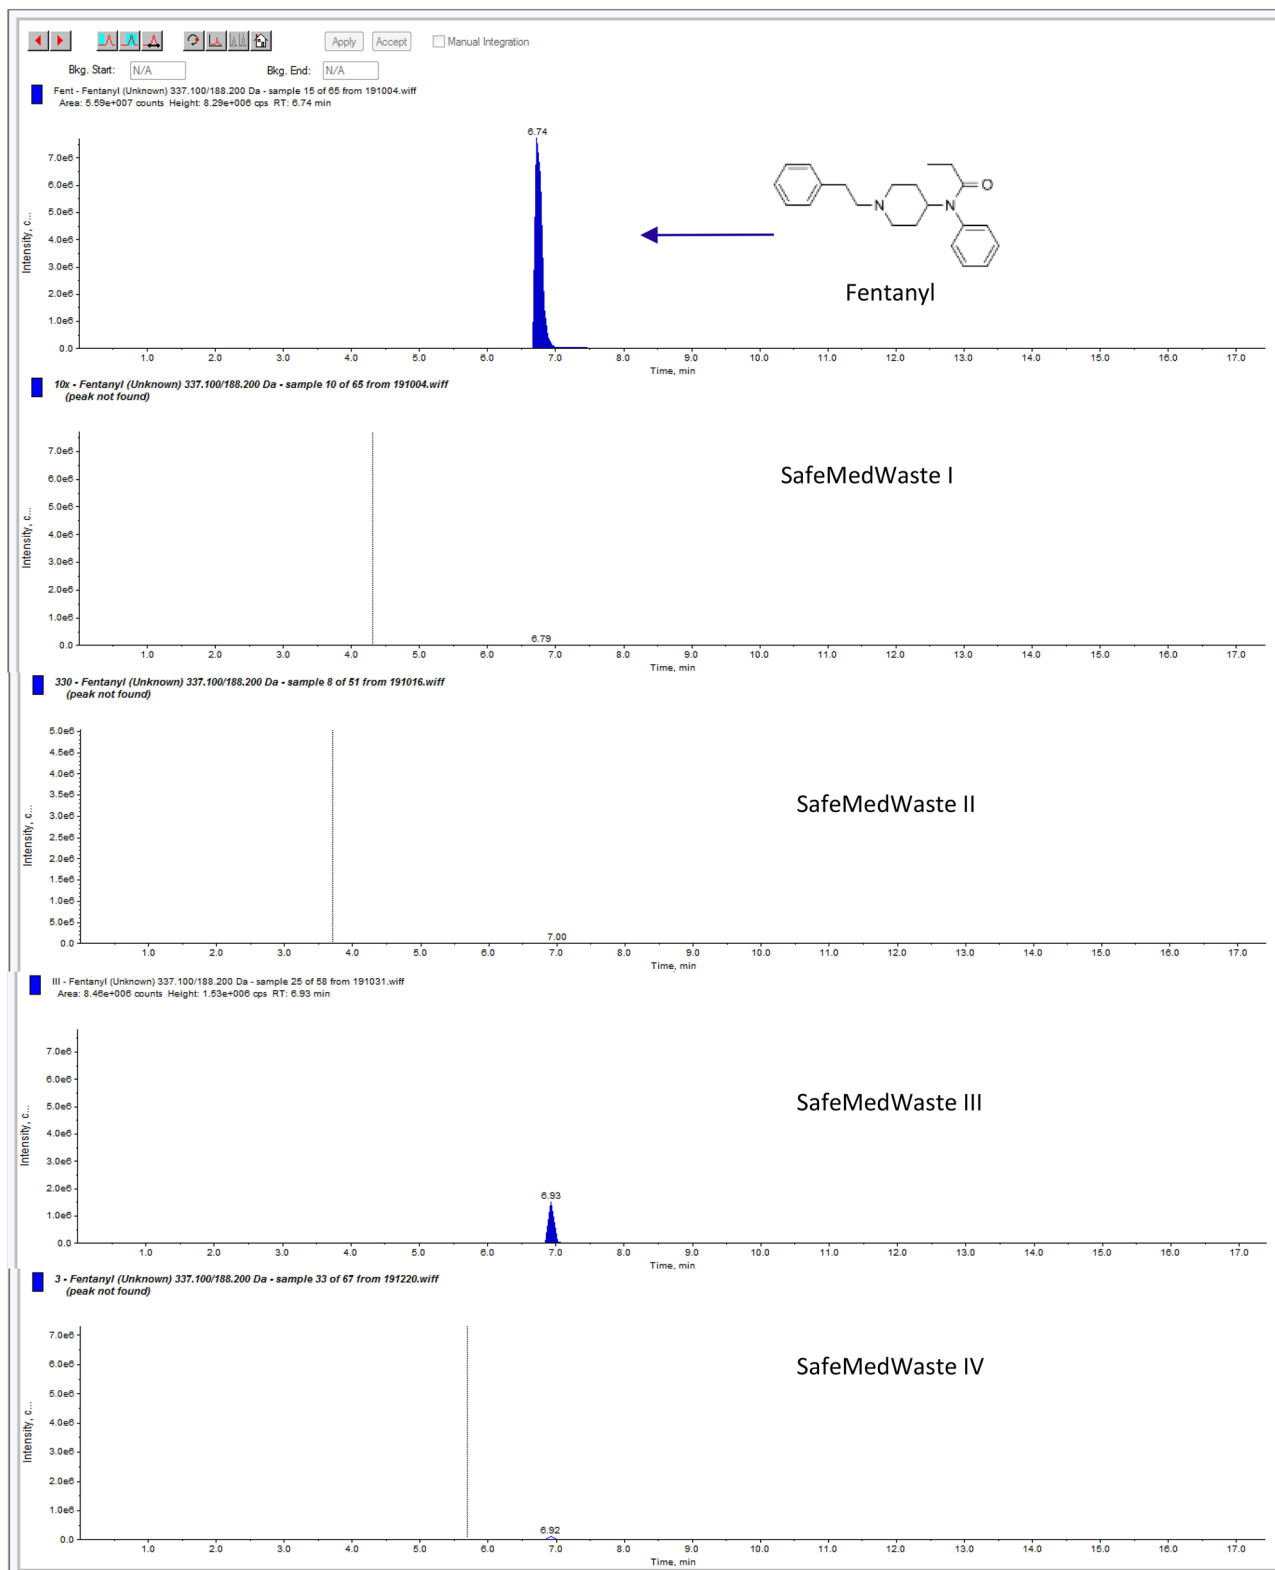 Apply Accept Manual Integration
Bkg. Start: N/A Bkg. End: N/A
Fent - Fentanyl (Unknown) 337.100/188.200 Da - sample 15 of 65 from 191004.wiff
Area: 5.59e+007 counts Height: 8.29e+006 cps RT: 6.74 min
6.74
7.0e6
6.0e6
5.0e6
4.0e6
3.0e6
2.0e6
1.0e6
0.0
Intensity, c...
N
N
O
Fentanyl
1.0 2.0 3.0 4.0 5.0 6.0 7.0 8.0 9.0 10.0 11.0 12.0 13.0 14.0 15.0 16.0 17.0
Time, min
10x - Fentanyl (Unknown) 337.100/188.200 Da - sample 10 of 65 from 191004.wiff
(peak not found)
7.0e6
6.0e6
5.0e6
4.0e6
3.0e6
2.0e6
1.0e6
0.0
Intensity, c...
SafeMedWaste I
6.79
1.0 2.0 3.0 4.0 5.0 6.0 7.0 8.0 9.0 10.0 11.0 12.0 13.0 14.0 15.0 16.0 17.0
Time, min
330 - Fentanyl (Unknown) 337.100/188.200 Da - sample 8 of 51 from 191016.wiff
(peak not found)
5.0e6
4.5e6
4.0e6
3.5e6
3.0e6
2.5e6
2.0e6
1.5e6
1.0e6
5.0e5
0.0
Intensity, c...
SafeMedWaste II
7.00
1.0 2.0 3.0 4.0 5.0 6.0 7.0 8.0 9.0 10.0 11.0 12.0 13.0 14.0 15.0 16.0 17.0
Time, min
III - Fentanyl (Unknown) 337.100/188.200 Da - sample 25 of 58 from 191031.wiff
Area: 8.46e+006 counts Height: 1.53e+006 cps RT: 6.93 min
7.0e6
6.0e6
5.0e6
4.0e6
3.0e6
2.0e6
1.0e6
0.0
Intensity, c...
SafeMedWaste III
6.93
1.0 2.0 3.0 4.0 5.0 6.0 7.0 8.0 9.0 10.0 11.0 12.0 13.0 14.0 15.0 16.0 17.0
Time, min
3 - Fentanyl (Unknown) 337.100/188.200 Da - sample 33 of 67 from 191220.wiff
(peak not found)
7.0e6
6.0e6
5.0e6
4.0e6
3.0e6
2.0e6
1.0e6
0.0
Intensity, c...
SafeMedWaste IV
6.92
1.0 2.0 3.0 4.0 5.0 6.0 7.0 8.0 9.0 10.0 11.0 12.0 13.0 14.0 15.0 16.0 17.0
Time, min